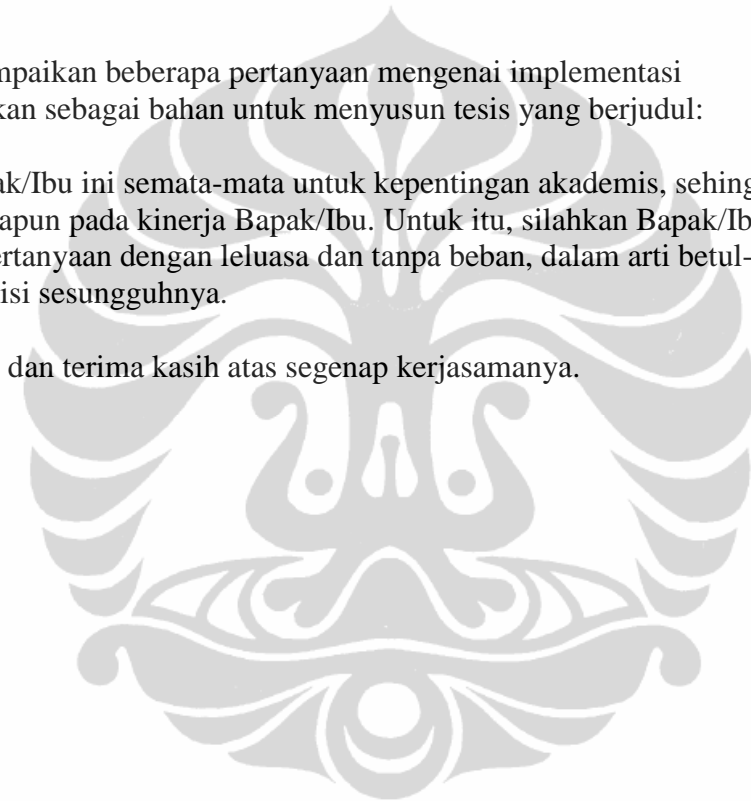 mpaikan beberapa pertanyaan mengenai implementasi
kan sebagai bahan untuk menyusun tesis yang berjudul:
ak/Ibu ini semata-mata untuk kepentingan akademis, sehing
apun pada kinerja Bapak/Ibu. Untuk itu, silahkan Bapak/Ib
ertanyaan dengan leluasa dan tanpa beban, dalam arti betul-
isi sesungguhnya.
dan terima kasih atas segenap kerjasamanya.